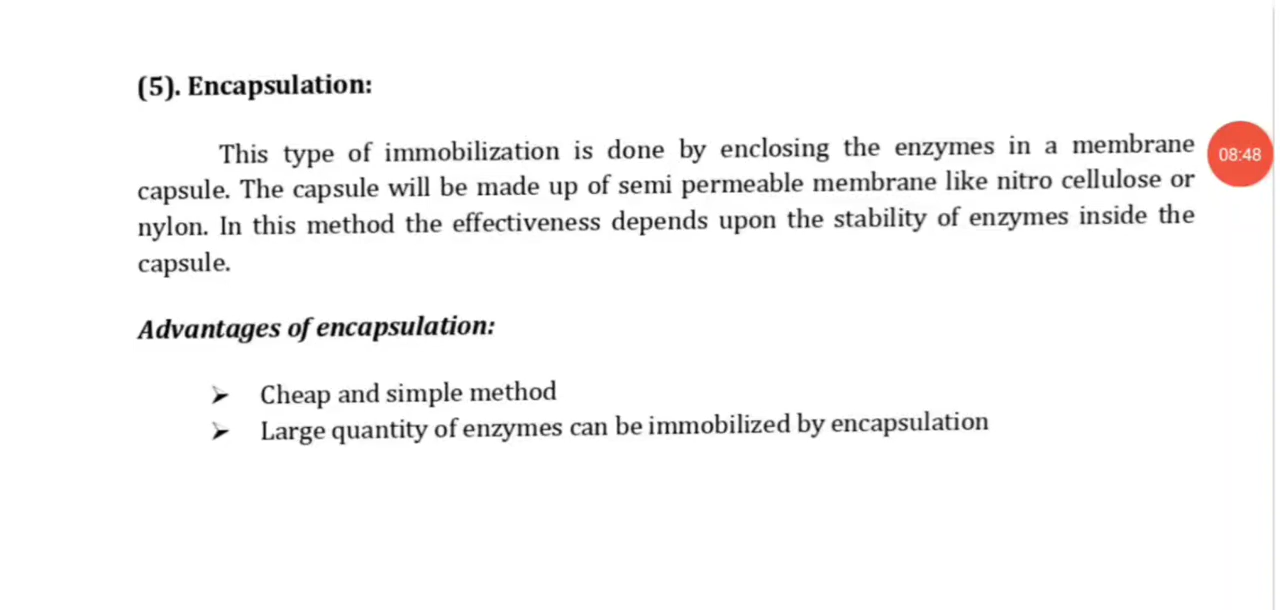 (5). Encapsulation:
This type of immobilization is done by enclosing the enzymes in a membrane
08:48
capsule. The capsule will be made up of semi permeable membrane like nitro cellulose or
nylon. In this method the effectiveness depends upon the stability of enzymes inside the
capsule.
Advantages of encapsulation:
➢ Cheap and simple method
➢ Large quantity of enzymes can be immobilized by encapsulation